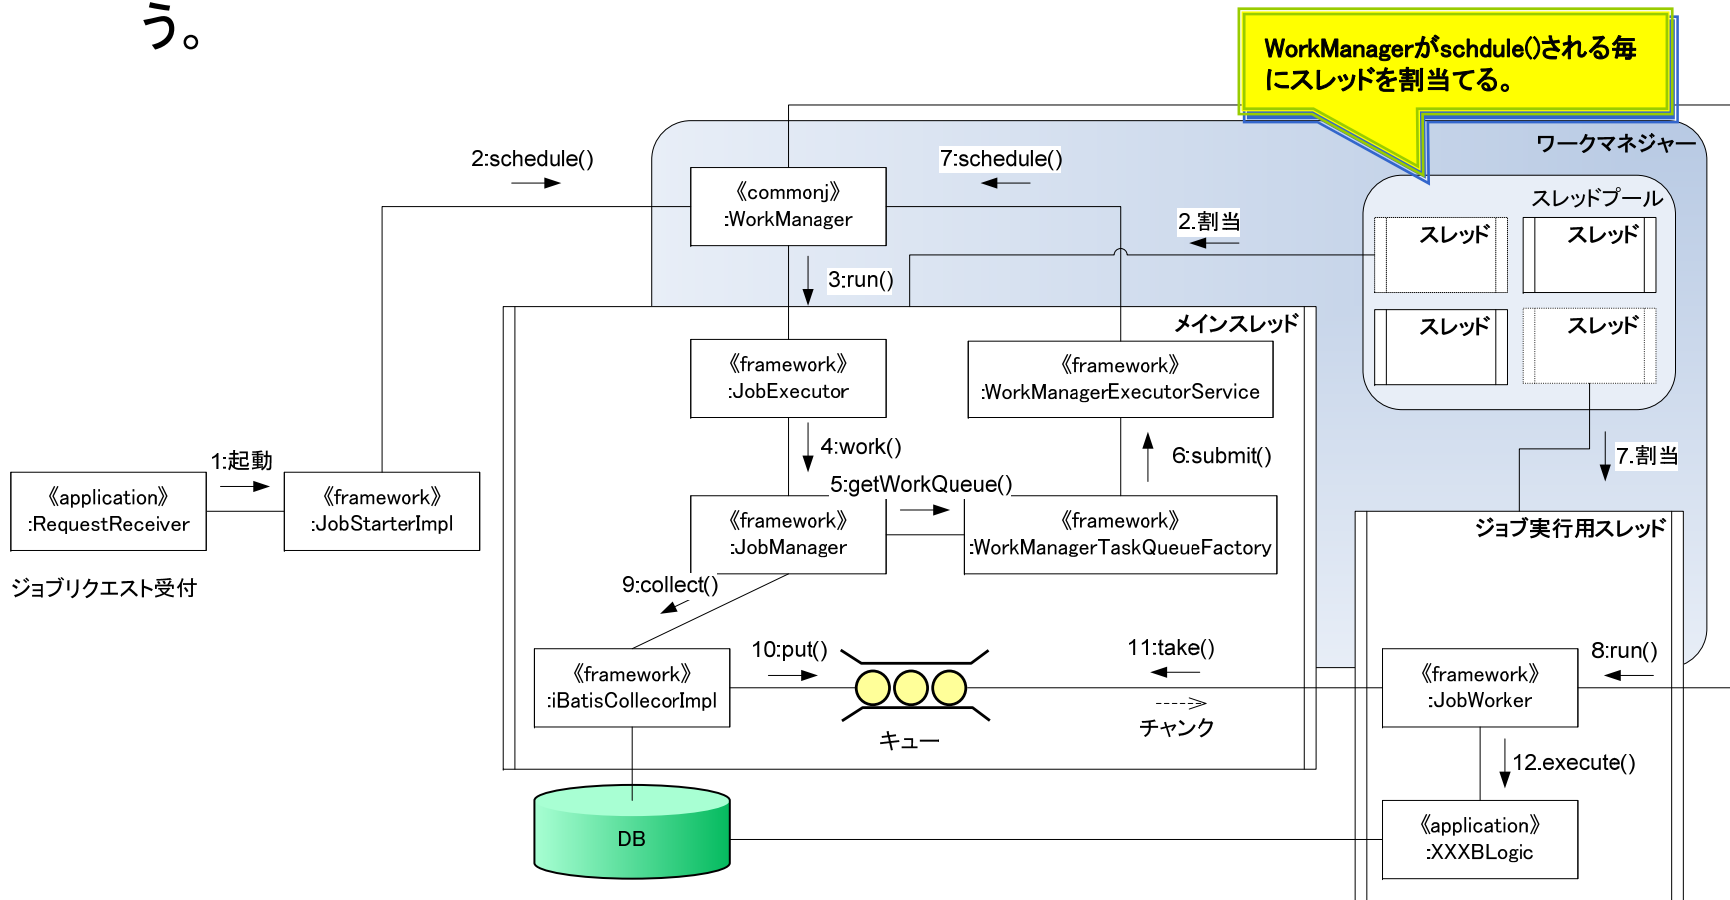 う。
WorkManagerがschdule()される毎
にスレッドを割当てる。
ワークマネジャー
2:schedule()
7:schedule()
《commonj》
:WorkManager
スレッドプール
2.割当
スレッド
スレッド
3:run()
スレッド
スレッド
メインスレッド
《framework》
:JobExecutor
《framework》
:WorkManagerExecutorService
4:work()
6:submit()
7.割当
1:起動
5:getWorkQueue()
《application》
:RequestReceiver
《framework》
:JobStarterImpl
《framework》
:JobManager
《framework》
:WorkManagerTaskQueueFactory
ジョブ実行用スレッド
ジョブリクエスト受付
9:collect()
10:put()
11:take()
8:run()
《framework》
:iBatisCollecorImpl
キュー
チャンク
《framework》
:JobWorker
12.execute()
DB
《application》
:XXXBLogic